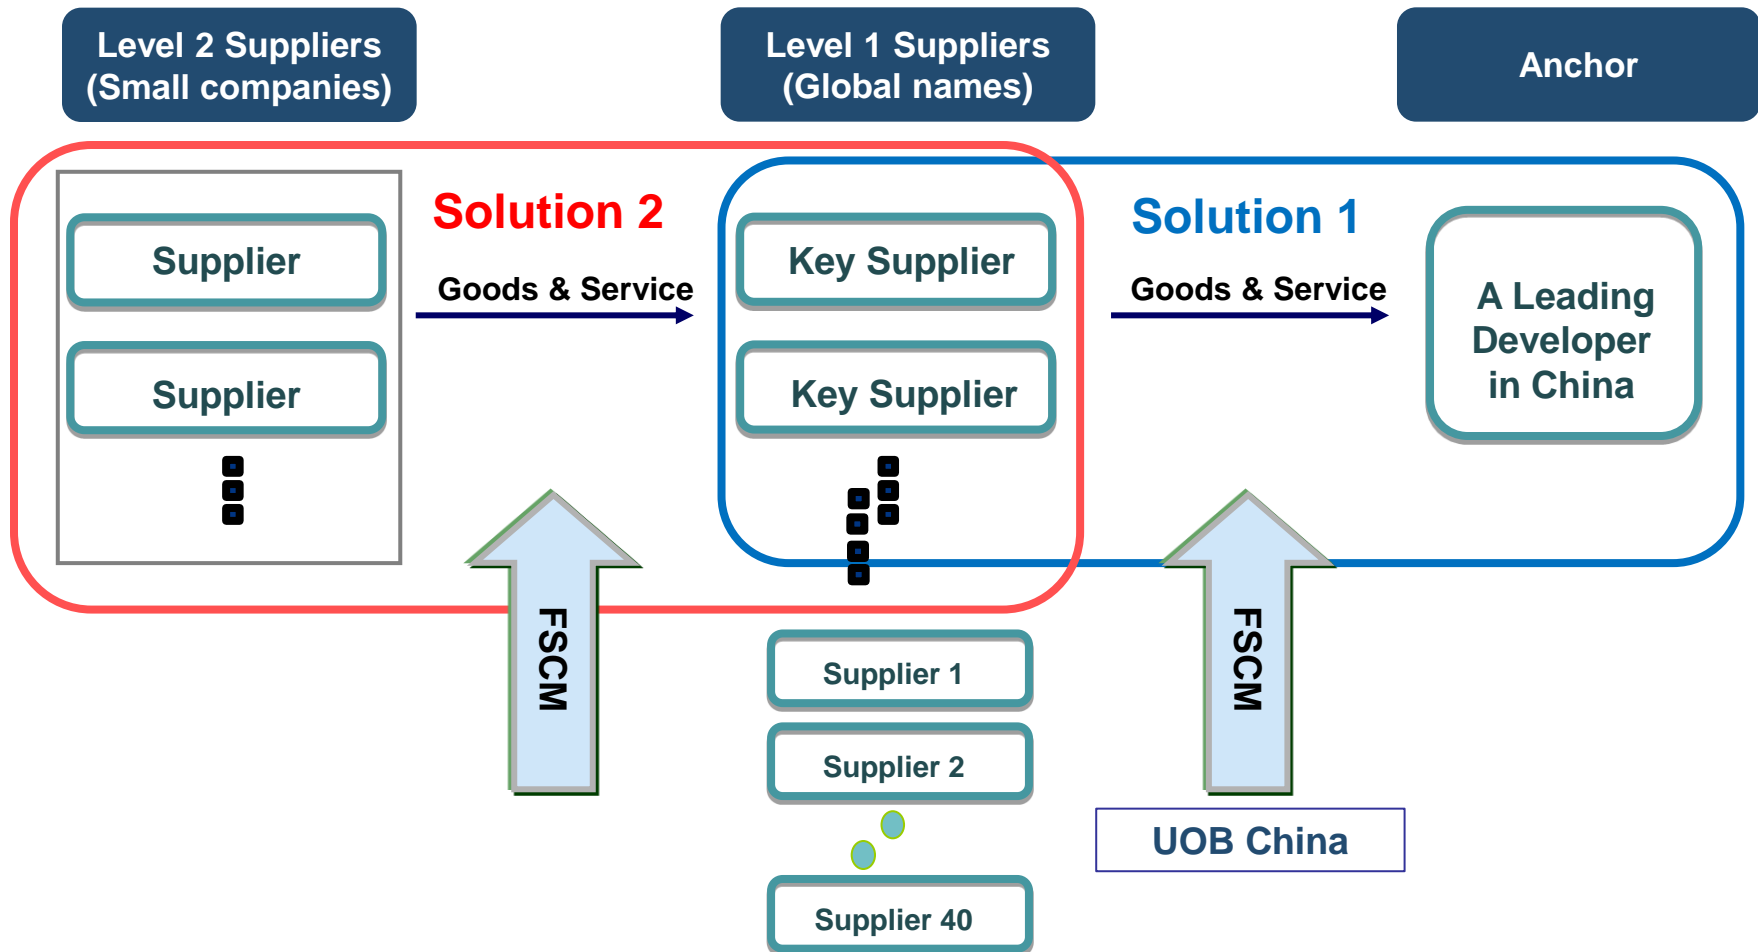 Level 2 Suppliers
(Small companies)
Level 1 Suppliers
(Global names)
Anchor
Solution 2
Solution 1
Supplier
Goods & Service
Key Supplier
Goods & Service
A Leading
Developer
in China
Supplier
Key Supplier
FSCM
FSCM
Supplier 1
Supplier 2
UOB China
Supplier 40